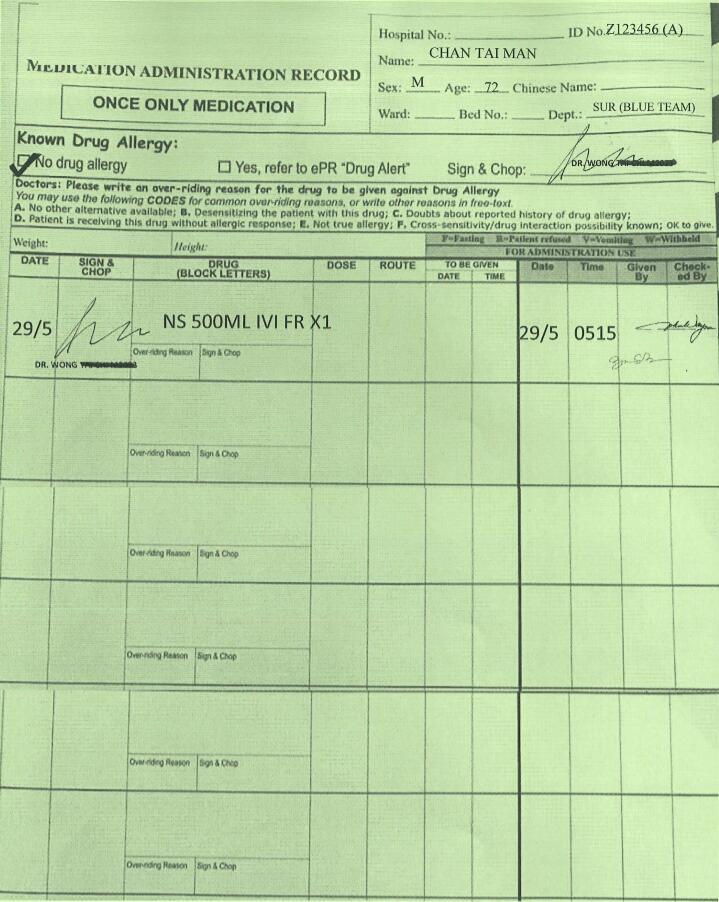 Hospital No.: ID No. Z123456 (A)
Name: CHAN TAI MAN
Sex: M Age: 72 Chinese Name:
Ward: Bed No.: Dept.: SUR (BLUE TEAM)
MEDICATION ADMINISTRATION RECORD
ONCE ONLY MEDICATION
Known Drug Allergy:
No drug allergy Yes, refer to ePR "Drug Alert" Sign & Chop: DR. WONG
Doctors: Please write an over-riding reason for the drug to be given against Drug Allergy
You may use the following CODES for common over-riding reasons, or write other reasons in free-text.
A. No other alternative available; B. Desensitizing the patient with this drug; C. Doubts about reported history of drug allergy;
D. Patient is receiving this drug without allergic response; E. Not true allergy; F. Cross-sensitivity/drug interaction possibility known; OK to give.
Weight: Height: F=Fasting R=Patient refused V=Vomiting W=Withheld
FOR ADMINISTRATION USE
DATE SIGN & CHOP DRUG (BLOCK LETTERS) DOSE ROUTE TO BE GIVEN DATE TIME Date Time Given By Check-ed By
29/5 NS 500ML IVI FR X1 29/5 0515
Over-riding Reason Sign & Chop
DR. WONG
Over-riding Reason Sign & Chop
Over-riding Reason Sign & Chop
Over-riding Reason Sign & Chop
Over-riding Reason Sign & Chop
Over-riding Reason Sign & Chop